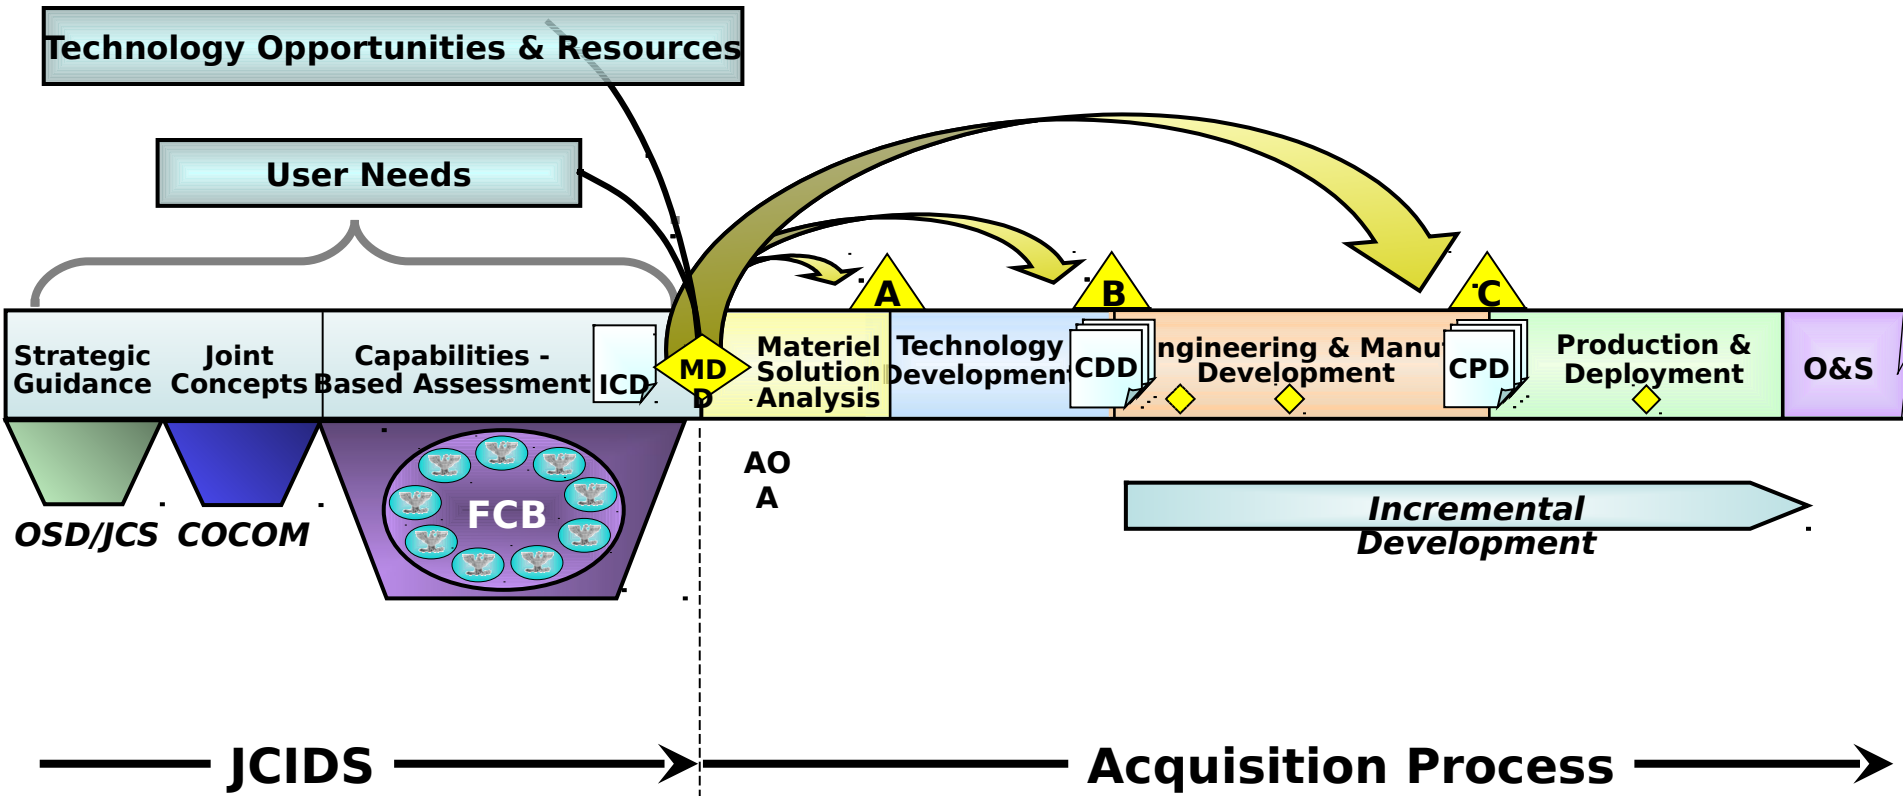 Technology Opportunities & Resources
User Needs
A
B
C
Strategic
Guidance
Joint
Concepts
Capabilities -
Based Assessment
ICD
MD
D
Materiel
Solution
Analysis
Technology
Development
CDD
ngineering & Manu
Development
CPD
Production &
Deployment
O&S
FCB
AO
A
OSD/JCS
COCOM
Incremental
Development
JCIDS
Acquisition Process